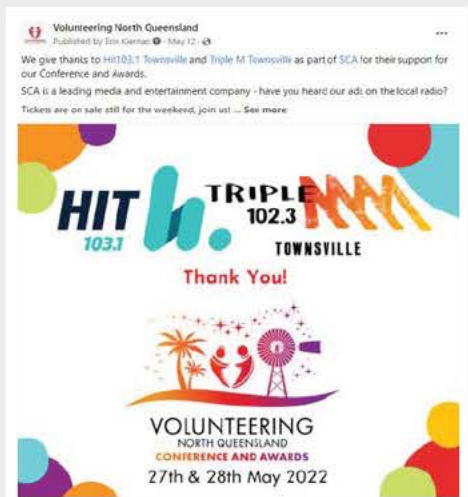 Volunteering North Queensland
Published by Erin Kiernan · May 12 ·
We give thanks to Hit103.1 Townsville and Triple M Townsville as part of SCA for their support for
our Conference and Awards.
SCA is a leading media and entertainment company - have you heard our ads on the local radio?
Tickets are on sale still for the weekend, join us! ... See more
HIT
103.1
h.
TRIPLE
102.3
MMM
TOWNSVILLE
Thank You!
VOLUNTEERING
NORTH QUEENSLAND
CONFERENCE AND AWARDS
27th & 28th May 2022